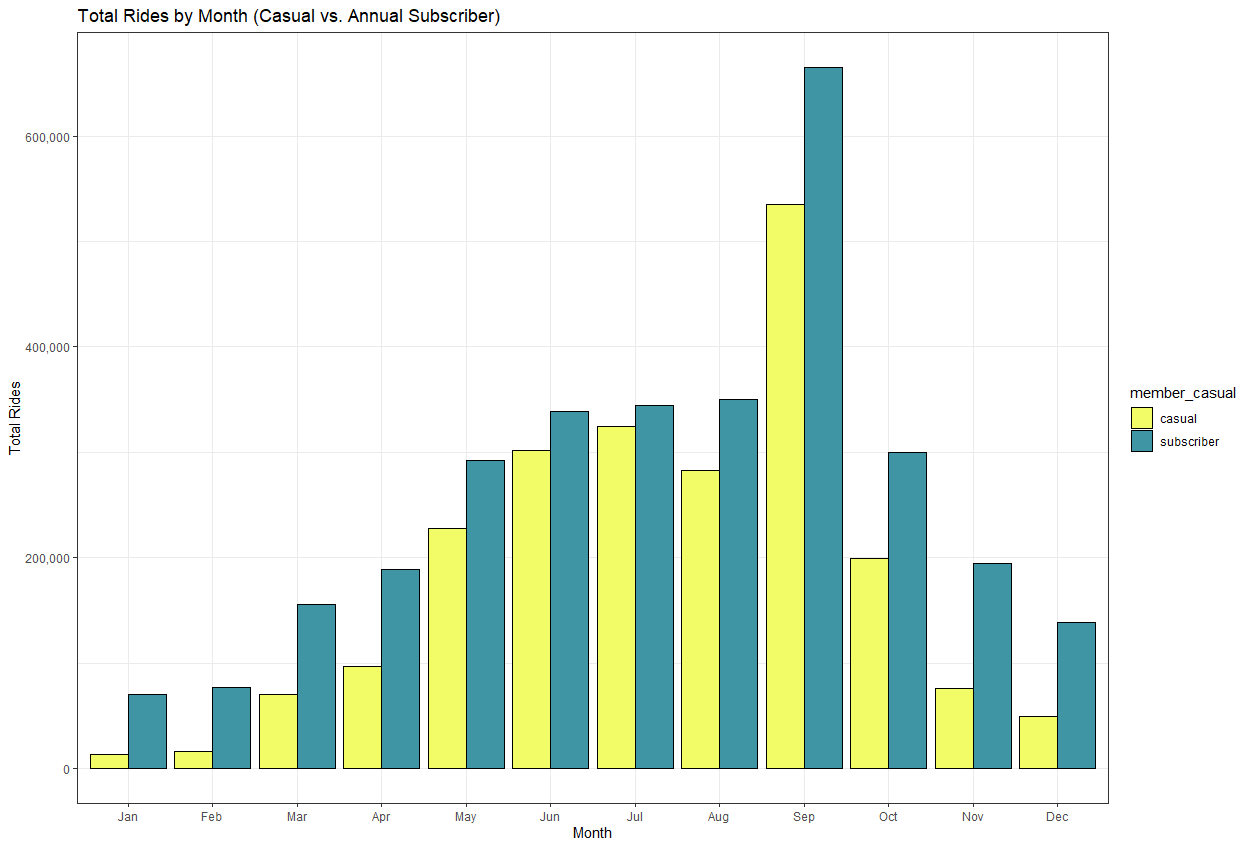 Total Rides by Month (Casual vs. Annual Subscriber)
600,000
400,000
200,000
0
Total Rides
Jan Feb Mar Apr May Jun Jul Aug Sep Oct Nov Dec
Month
member_casual
casual
subscriber